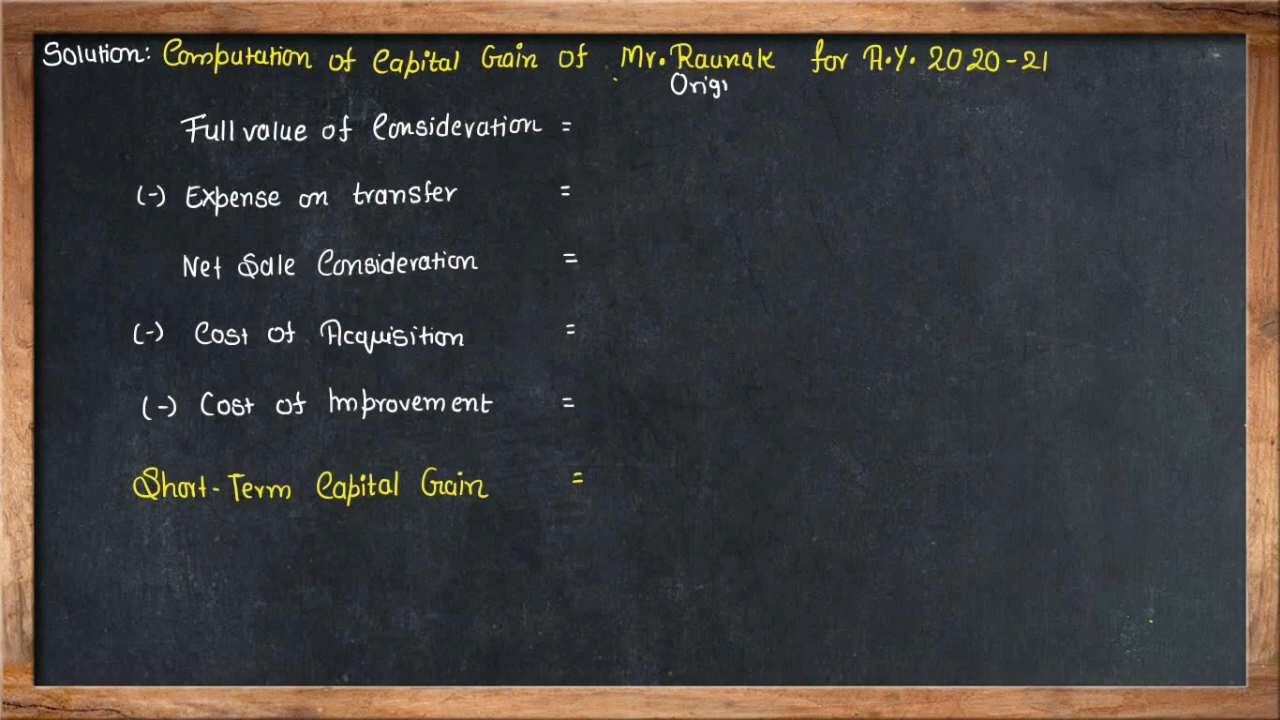 Solution: Computation of Capital Gain of Mr. Raunak for A.Y. 2020-21
Origi
Full value of Consideration =
(-) Expense on transfer =
Net Sale Consideration =
(-) Cost of Acquisition =
(-) Cost of Improvement =
Short-Term Capital Gain =